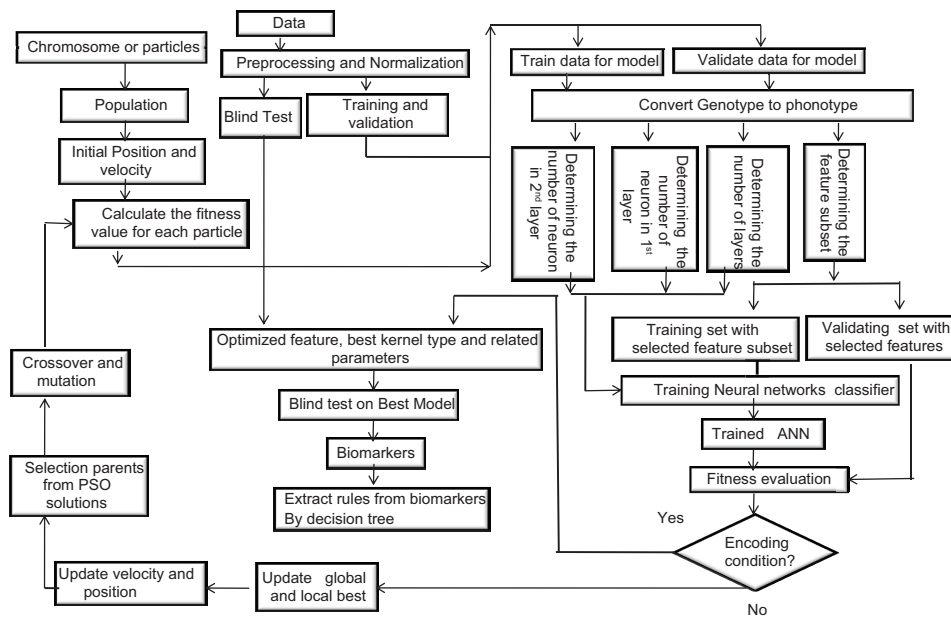 Data
Chromosome or particles
Preprocessing and Normalization
Population
Blind Test
Training and
validation
Initial Position and
velocity
Calculate the fitness
value for each particle
Train data for model
Validate data for model
Convert Genotype to phonotype
Determining the
number of neuron
in 2nd layer
Determining the
number of
neuron in 1st
layer
Determining the
number of layers
Determining the
feature subset
Training set with
selected feature subset
Validating set with
selected features
Optimized feature, best kernel type and related
parameters
Training Neural networks classifier
Crossover and
mutation
Blind test on Best Model
Trained ANN
Biomarkers
Fitness evaluation
Selection parents
from PSO
solutions
Extract rules from biomarkers
By decision tree
Yes
Encoding
condition?
No
Update velocity and
position
Update global
and local best